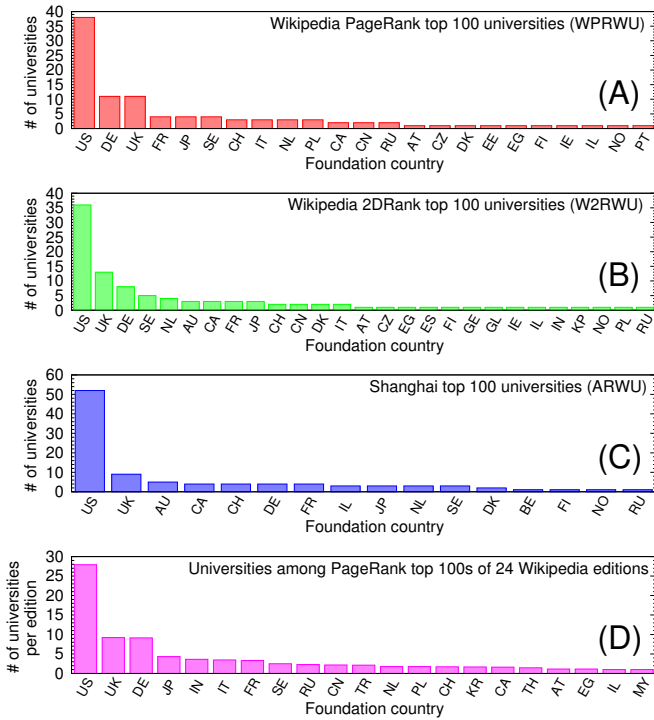 Wikipedia PageRank top 100 universities (WPRWU)
(A)
# of universities
40
35
30
25
20
15
10
5
0
US DE UK FR JP SE CH IT NL PL CA CN RU AT CZ DK EE EG FI IE IL NO PT
Foundation country
Wikipedia 2DRank top 100 universities (W2RWU)
(B)
# of universities
40
35
30
25
20
15
10
5
0
US UK DE SE NL AU CA FR JP CH CN DK IT AT CZ EG ES FI GE GL IE IL IN KP NO PL RU
Foundation country
Shanghai top 100 universities (ARWU)
(C)
# of universities
60
50
40
30
20
10
0
US UK AU CA CH DE FR IL JP NL SE DK BE FI NO RU
Foundation country
Universities among PageRank top 100s of 24 Wikipedia editions
(D)
# of universities
per edition
30
25
20
15
10
5
0
US UK DE JP IN IT FR SE RU CN TR NL PL CH KR CA TH AT EG IL MY
Foundation country